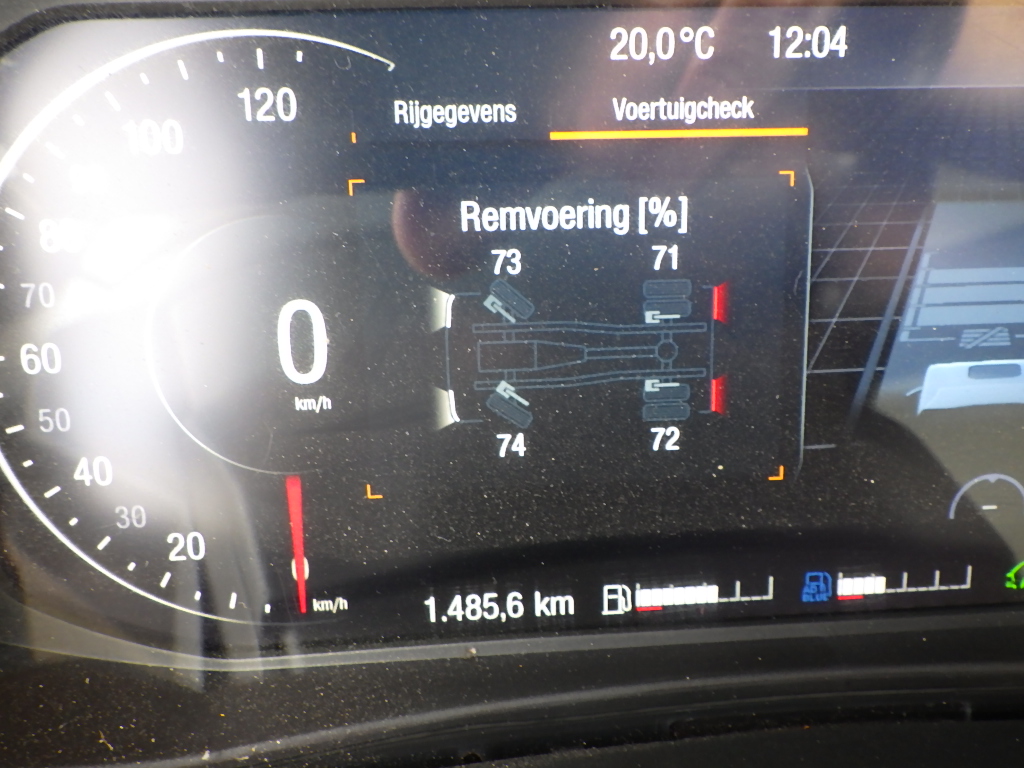 20,0°C 12:04
Rijgegevens Voertuigcheck
120
100
80
70
60
50
40
30
20
km/h
0
km/h
Remvoering [%]
73 71
74 72
1.485,6 km
AD BLUE